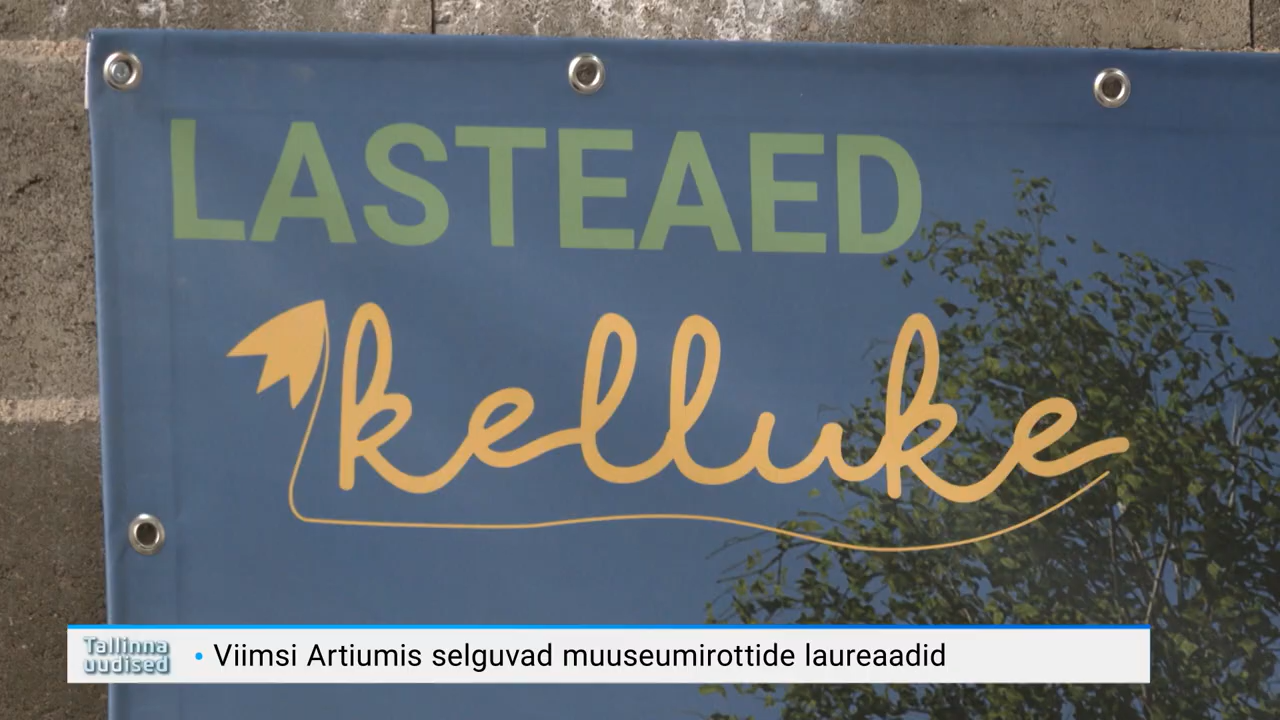 LASTEAED
kelluke
Tallinna
uudised
• Viimsi Artiumis selguvad muuseumirottide laureaadid